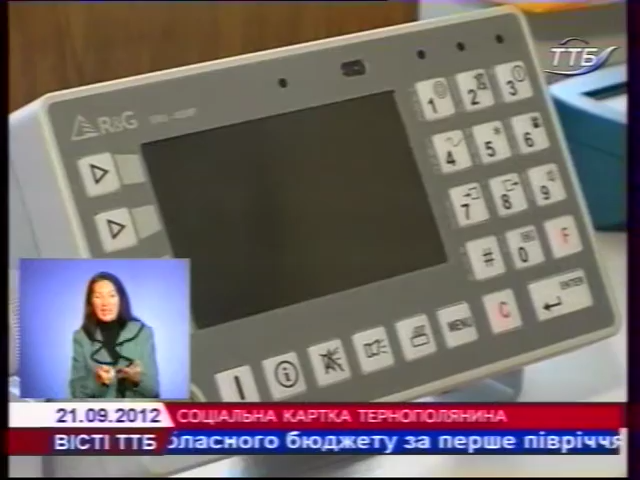 ТТБ
R&G
1
2
3
4
5
6
7
8
9
#
0
F
MENU
C
ENTER
21.09.2012 СОЦІАЛЬНА КАРТКА ТЕРНОПОЛЯНИНА
ВІСТІ ТТБ бласного бюджету за перше півріччя